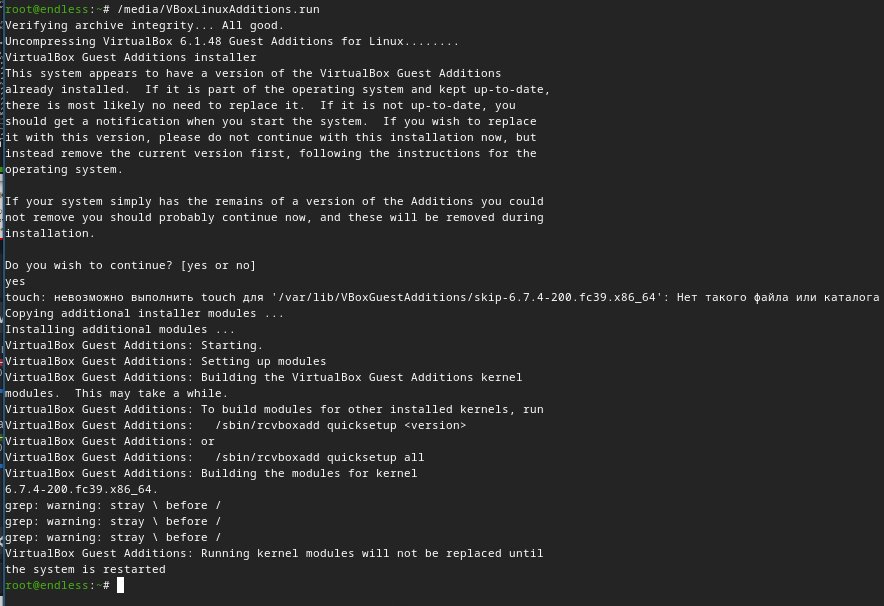 root@endless:~# /media/VBoxLinuxAdditions.run
Verifying archive integrity... All good.
Uncompressing VirtualBox 6.1.48 Guest Additions for Linux........
VirtualBox Guest Additions installer
This system appears to have a version of the VirtualBox Guest Additions
already installed.  If it is part of the operating system and kept up-to-date,
there is most likely no need to replace it.  If it is not up-to-date, you
should get a notification when you start the system.  If you wish to replace
it with this version, please do not continue with this installation now, but
instead remove the current version first, following the instructions for the
operating system.

If your system simply has the remains of a version of the Additions you could
not remove you should probably continue now, and these will be removed during
installation.

Do you wish to continue? [yes or no]
yes
touch: невозможно выполнить touch для '/var/lib/VBoxGuestAdditions/skip-6.7.4-200.fc39.x86_64': Нет такого файла или каталога
Copying additional installer modules ...
Installing additional modules ...
VirtualBox Guest Additions: Starting.
VirtualBox Guest Additions: Setting up modules
VirtualBox Guest Additions: Building the VirtualBox Guest Additions kernel
modules.  This may take a while.
VirtualBox Guest Additions: To build modules for other installed kernels, run
VirtualBox Guest Additions:   /sbin/rcvboxadd quicksetup <version>
VirtualBox Guest Additions: or
VirtualBox Guest Additions:   /sbin/rcvboxadd quicksetup all
VirtualBox Guest Additions: Building the modules for kernel
6.7.4-200.fc39.x86_64.
grep: warning: stray \ before /
grep: warning: stray \ before /
grep: warning: stray \ before /
VirtualBox Guest Additions: Running kernel modules will not be replaced until
the system is restarted
root@endless:~#